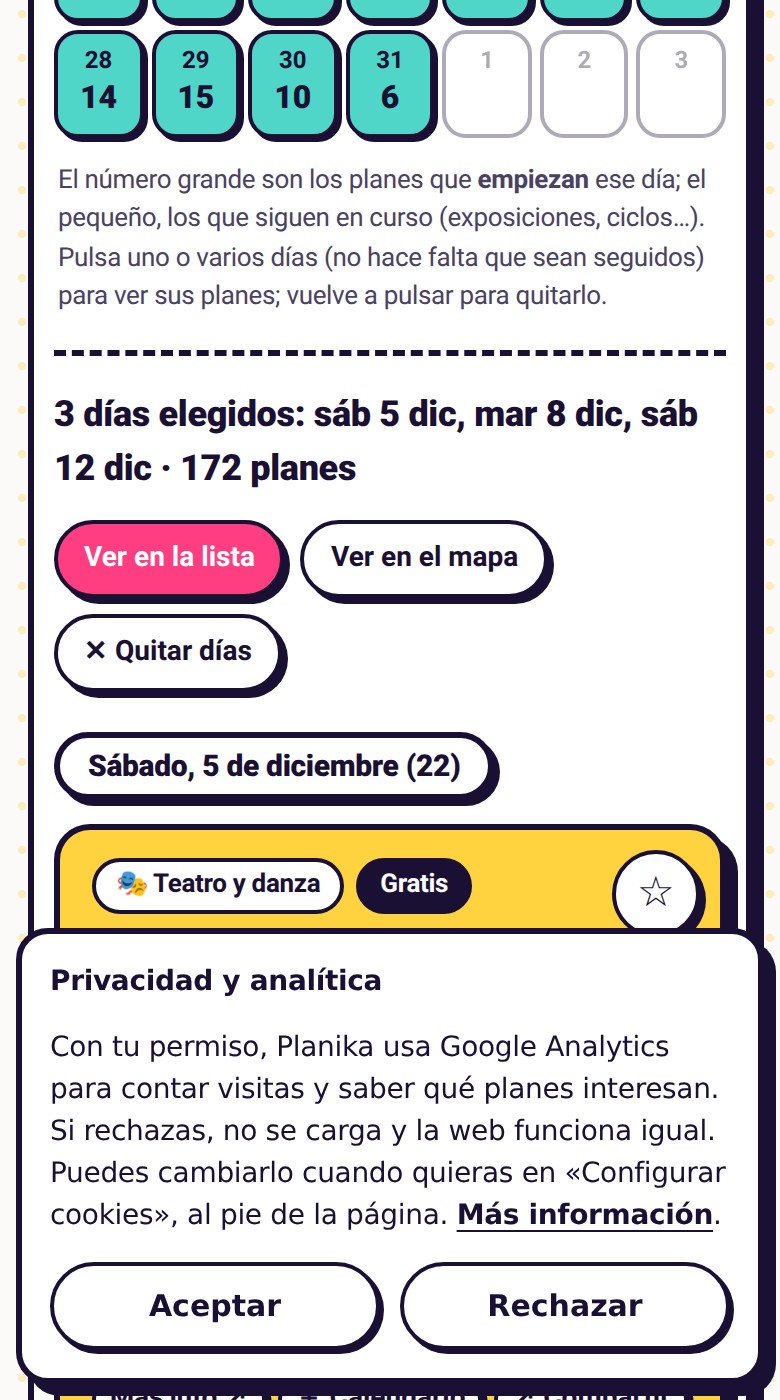 28 29 30 31 1 2 3
14 15 10 6
El número grande son los planes que empiezan ese día; el
pequeño, los que siguen en curso (exposiciones, ciclos…).
Pulsa uno o varios días (no hace falta que sean seguidos)
para ver sus planes; vuelve a pulsar para quitarlo.
3 días elegidos: sáb 5 dic, mar 8 dic, sáb
12 dic · 172 planes
Ver en la lista Ver en el mapa
✕ Quitar días
Sábado, 5 de diciembre (22)
🎭 Teatro y danza Gratis ☆
Privacidad y analítica
Con tu permiso, Planika usa Google Analytics
para contar visitas y saber qué planes interesan.
Si rechazas, no se carga y la web funciona igual.
Puedes cambiarlo cuando quieras en «Configurar
cookies», al pie de la página. Más información.
Aceptar Rechazar